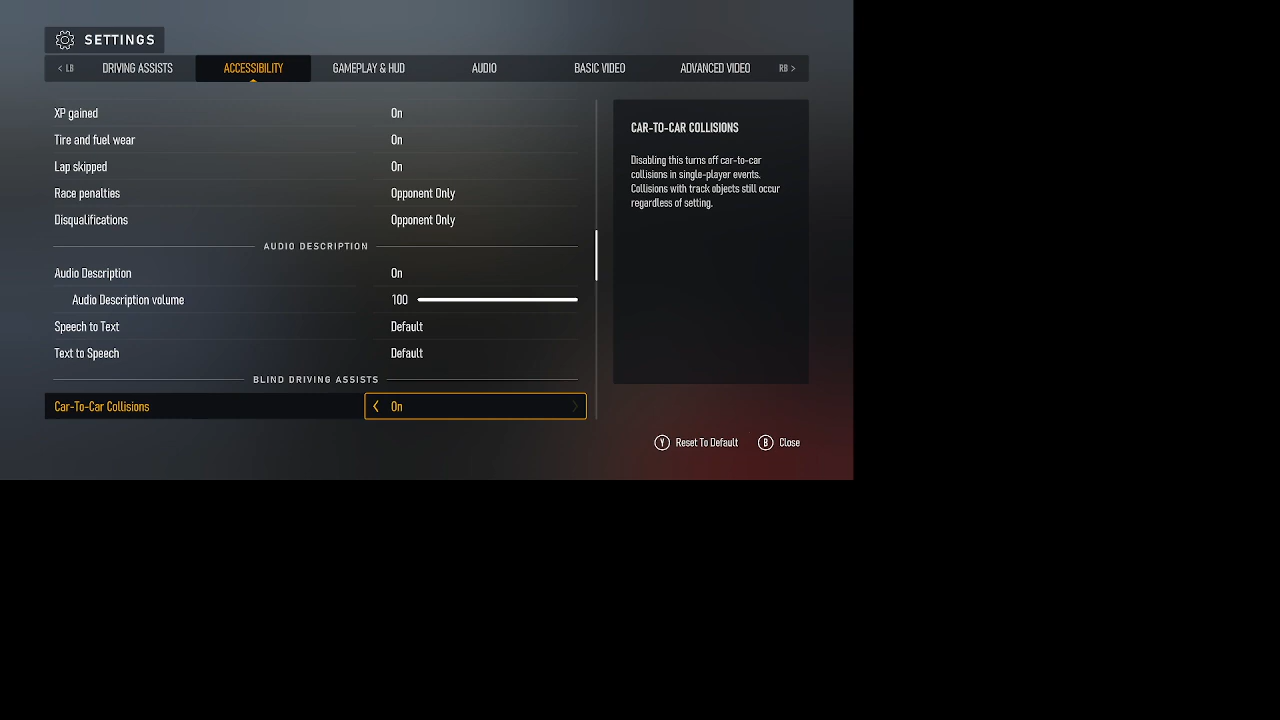 SETTINGS
< LB DRIVING ASSISTS ACCESSIBILITY GAMEPLAY & HUD AUDIO BASIC VIDEO ADVANCED VIDEO RB >
XP gained On
Tire and fuel wear On
Lap skipped On
Race penalties Opponent Only
Disqualifications Opponent Only
AUDIO DESCRIPTION
Audio Description On
Audio Description volume 100
Speech to Text Default
Text to Speech Default
BLIND DRIVING ASSISTS
Car-To-Car Collisions On
CAR-TO-CAR COLLISIONS
Disabling this turns off car-to-car
collisions in single-player events.
Collisions with track objects still occur
regardless of setting.
Y Reset To Default B Close